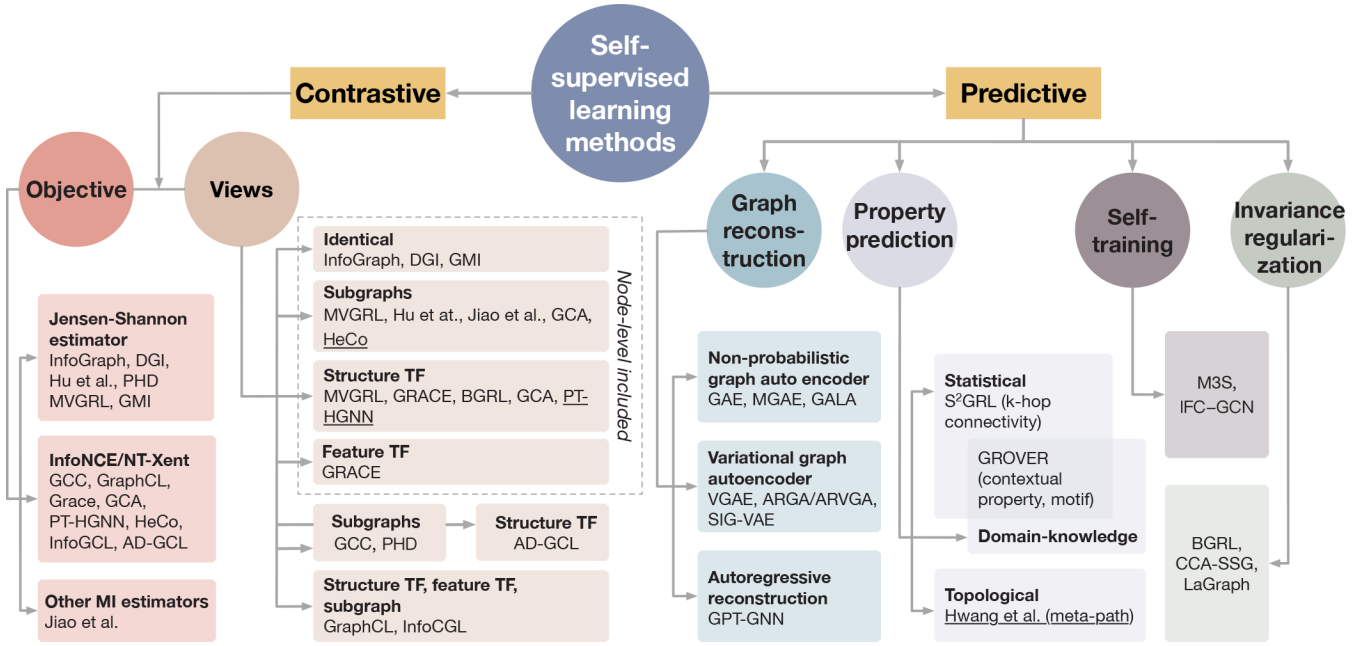 Self-
supervised
learning
methods
Contrastive
Predictive
Objective
Views
Graph
recons-
truction
Property
prediction
Self-
training
Invariance
regulari-
zation
Jensen-Shannon
estimator
InfoGraph, DGI,
Hu et al., PHD
MVGRL, GMI
InfoNCE/NT-Xent
GCC, GraphCL,
Grace, GCA,
PT-HGNN, HeCo,
InfoGCL, AD-GCL
Other MI estimators
Jiao et al.
Identical
InfoGraph, DGI, GMI
Subgraphs
MVGRL, Hu et at., Jiao et al., GCA,
HeCo
Structure TF
MVGRL, GRACE, BGRL, GCA, PT-
HGNN
Feature TF
GRACE
Node-level included
Subgraphs
GCC, PHD
Structure TF
AD-GCL
Structure TF, feature TF,
subgraph
GraphCL, InfoCGL
Non-probabilistic
graph auto encoder
GAE, MGAE, GALA
Variational graph
autoencoder
VGAE, ARGA/ARVGA,
SIG-VAE
Autoregressive
reconstruction
GPT-GNN
Statistical
S²GRL (k-hop
connectivity)
GROVER
(contextual
property, motif)
Domain-knowledge
Topological
Hwang et al. (meta-path)
M3S,
IFC–GCN
BGRL,
CCA-SSG,
LaGraph